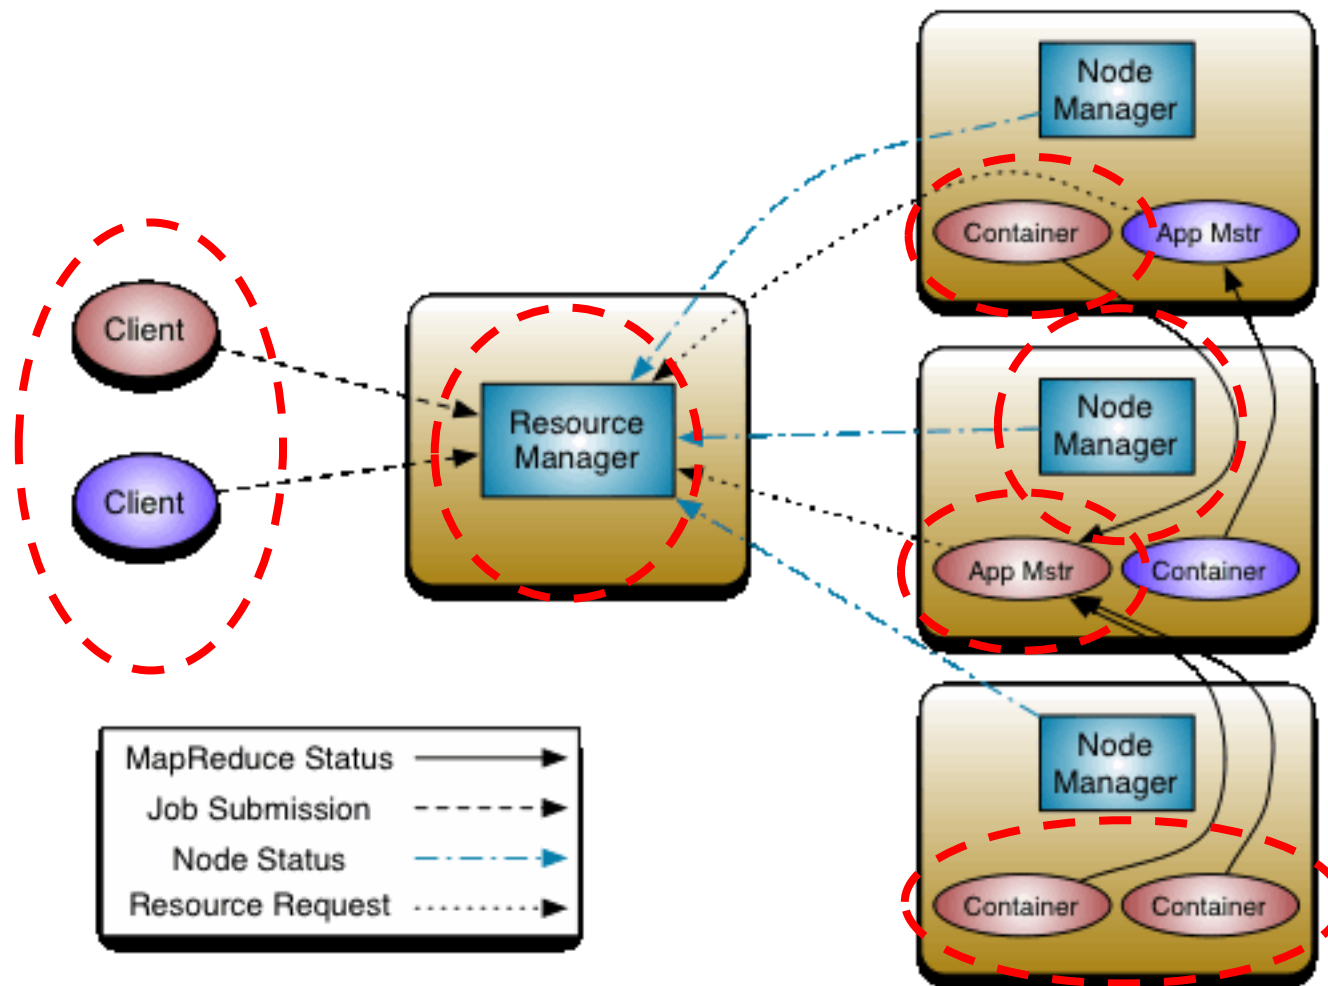 Client
Client
Resource
Manager
Node
Manager
Container
App Mstr
Node
Manager
App Mstr
Container
Node
Manager
Container
Container
MapReduce Status
Job Submission
Node Status
Resource Request